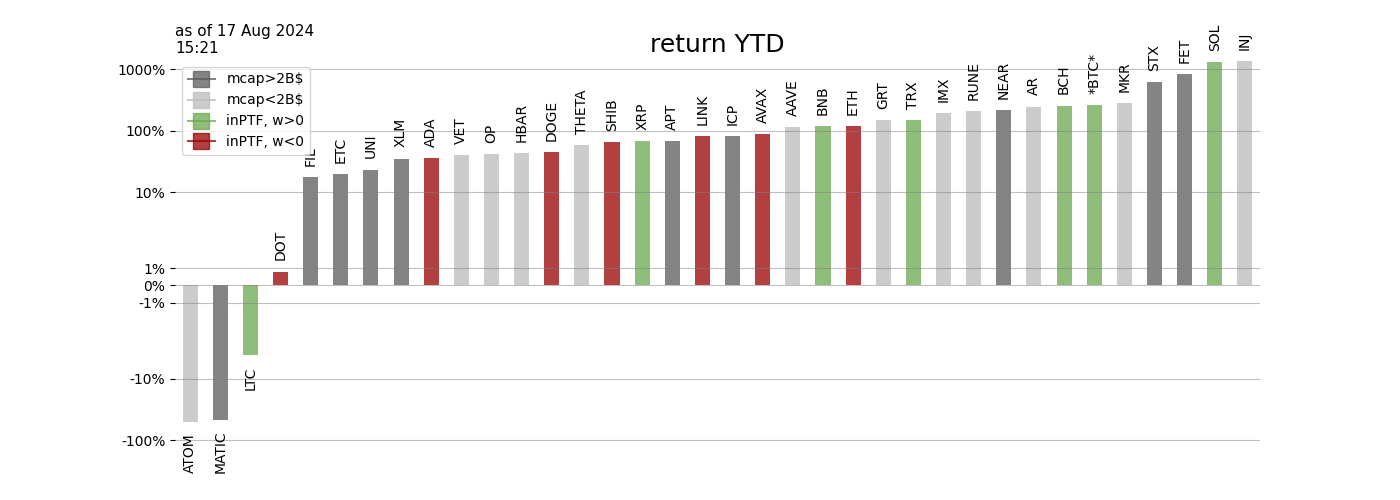 as of 17 Aug 2024
15:21
return YTD
mcap>2B$
mcap<2B$
inPTF, w>0
inPTF, w<0
1000%
100%
10%
1%
0%
-1%
-10%
-100%
ATOM
MATIC
LTC
DOT
FIL
ETC
UNI
XLM
ADA
VET
OP
HBAR
DOGE
THETA
SHIB
XRP
APT
LINK
ICP
AVAX
AAVE
BNB
ETH
GRT
TRX
IMX
RUNE
NEAR
AR
BCH
*BTC*
MKR
STX
FET
SOL
INJ